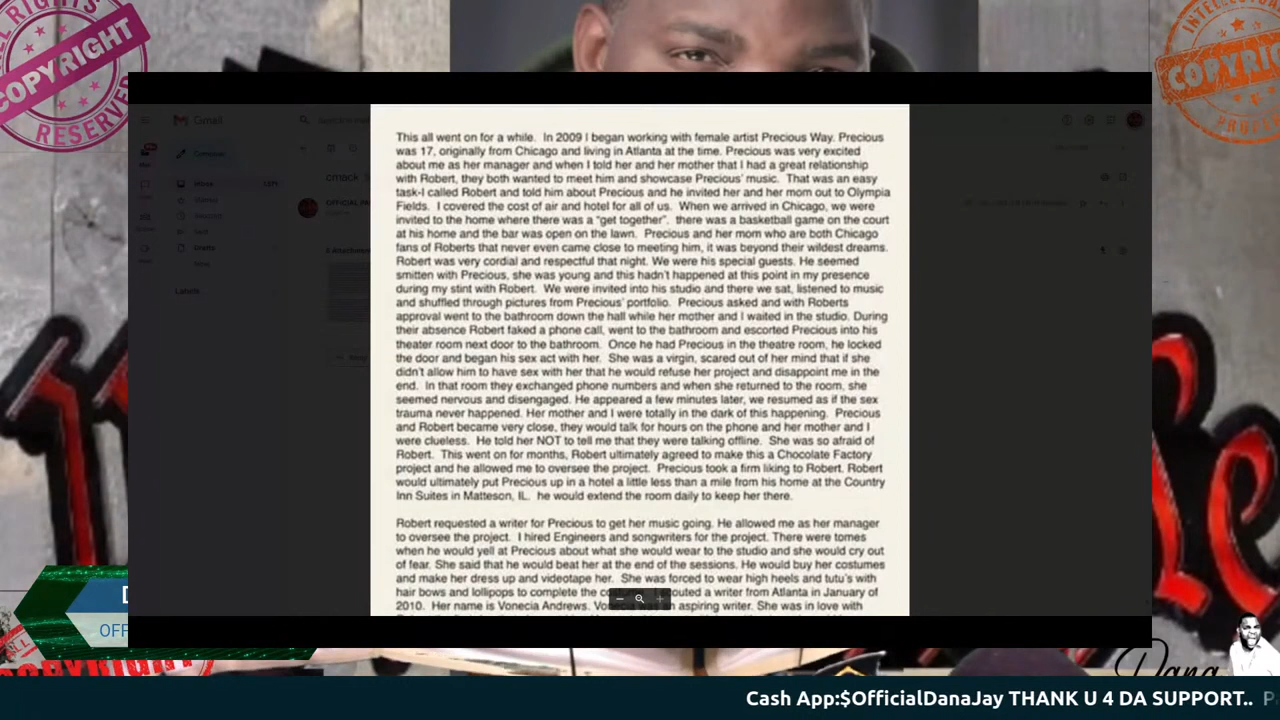 COPYRIGHT
RESERVED
INTELLECTUAL
Gmail
This all went on for a while. In 2009 I began working with female artist Precious Way. Precious
was 17, originally from Chicago and living in Atlanta at the time. Precious was very excited
about me as her manager and when I told her and her mother that I had a great relationship
with Robert, they both wanted to meet him and showcase Precious' music. That was an easy
task-I called Robert and told him about Precious and he invited her and her mom out to Olympia
Fields. I covered the cost of air and hotel for all of us. When we arrived in Chicago, we were
invited to the home where there was a "get together". there was a basketball game on the court
at his home and the bar was open on the lawn. Precious and her mom who are both Chicago
fans of Roberts that never even came close to meeting him, it was beyond their wildest dreams.
Robert was very cordial and respectful that night. We were his special guests. He seemed
smitten with Precious, she was young and this hadn't happened at this point in my presence
during my stint with Robert. We were invited into his studio and there we sat, listened to music
and shuffled through pictures from Precious' portfolio. Precious asked and with Roberts
approval went to the bathroom down the hall while her mother and I waited in the studio. During
their absence Robert faked a phone call, went to the bathroom and escorted Precious into his
theater room next door to the bathroom. Once he had Precious in the theatre room, he locked
the door and began his sex act with her. She was a virgin, scared out of her mind that if she
didn't allow him to have sex with her that he would refuse her project and disappoint me in the
end. In that room they exchanged phone numbers and when she returned to the room, she
seemed nervous and disengaged. He appeared a few minutes later, we resumed as if the sex
trauma never happened. Her mother and I were totally in the dark of this happening. Precious
and Robert became very close, they would talk for hours on the phone and her mother and I
were clueless. He told her NOT to tell me that they were talking offline. She was so afraid of
Robert. This went on for months, Robert ultimately agreed to make this a Chocolate Factory
project and he allowed me to oversee the project. Precious took a firm liking to Robert. Robert
would ultimately put Precious up in a hotel a little less than a mile from his home at the Country
Inn Suites in Matteson, IL. he would extend the room daily to keep her there.
Robert requested a writer for Precious to get her music going. He allowed me as her manager
to oversee the project. I hired Engineers and songwriters for the project. There were tomes
when he would yell at Precious about what she would wear to the studio and she would cry out
of fear. She said that he would beat her at the end of the sessions. He would buy her costumes
and make her dress up and videotape her. She was forced to wear high heels and tutu's with
hair bows and lollipops to complete the scouted a writer from Atlanta in January of
2010. Her name is Vonecia Andrews. an aspiring writer. She was in love with
Inbox
Drafts
Labels
D
OFF
Dana
Cash App:$OfficialDanaJay THANK U 4 DA SUPPORT.. P